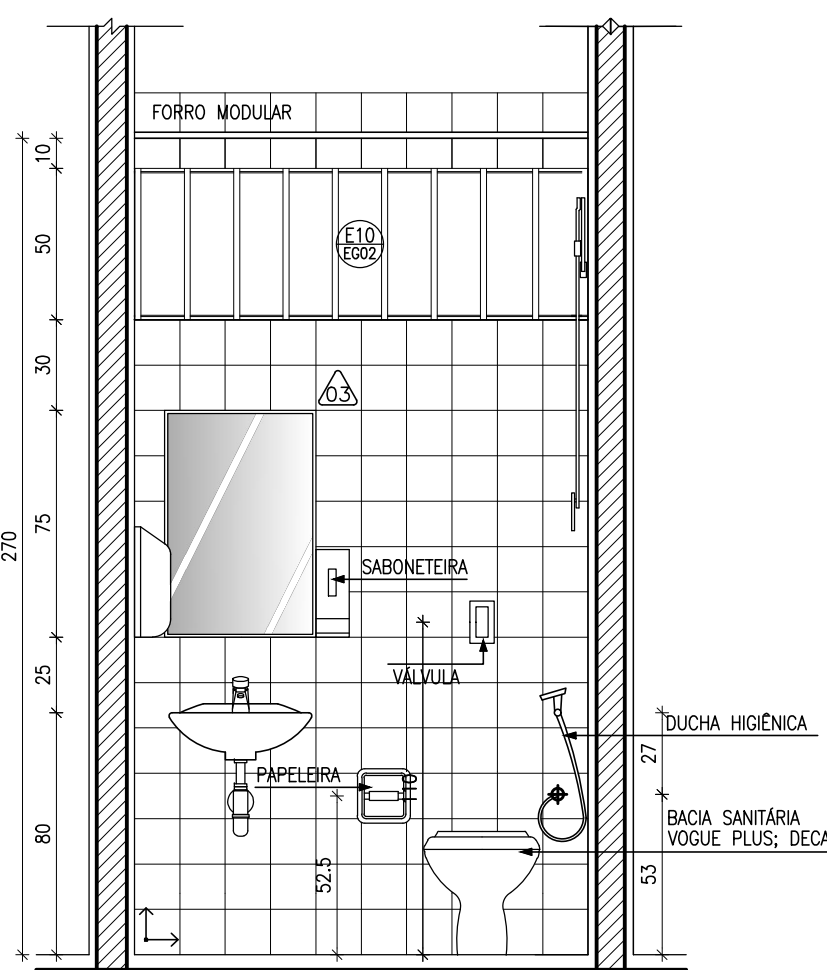 FORRO MODULAR
10
50
E10
EG02
30
03
270
75
SABONETEIRA
25
VÁLVULA
DUCHA HIGIÊNICA
27
PAPELEIRA
110
BACIA SANITÁRIA
VOGUE PLUS; DECA
80
52.5
53